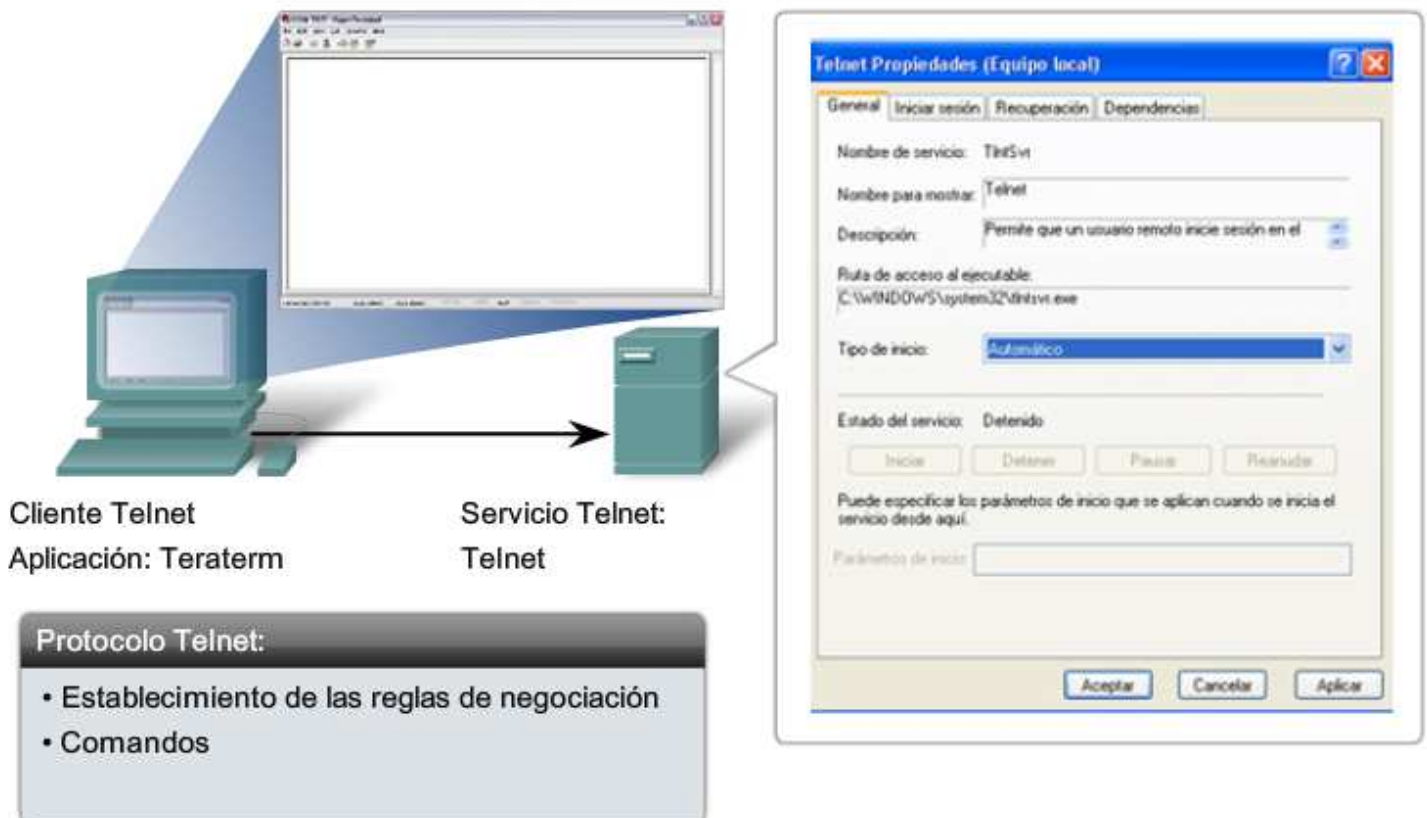 Telnet Propiedades (Equipo local)
General
Iniciar sesión
Recuperación
Dependencias
Nombre de servicio: TlntSvr
Nombre para mostrar: Telnet
Descripción: Permite que un usuario remoto inicie sesión en el
Ruta de acceso al ejecutable:
C:\WINDOWS\system32\tlntsvr.exe
Tipo de inicio: Automático
Estado del servicio: Detenido
Iniciar
Detener
Pausar
Reanudar
Puede especificar los parámetros de inicio que se aplican cuando se inicia el
servicio desde aquí.
Parámetros de inicio:
Aceptar
Cancelar
Aplicar
Cliente Telnet
Aplicación: Teraterm
Servicio Telnet:
Telnet
Protocolo Telnet:
• Establecimiento de las reglas de negociación
• Comandos